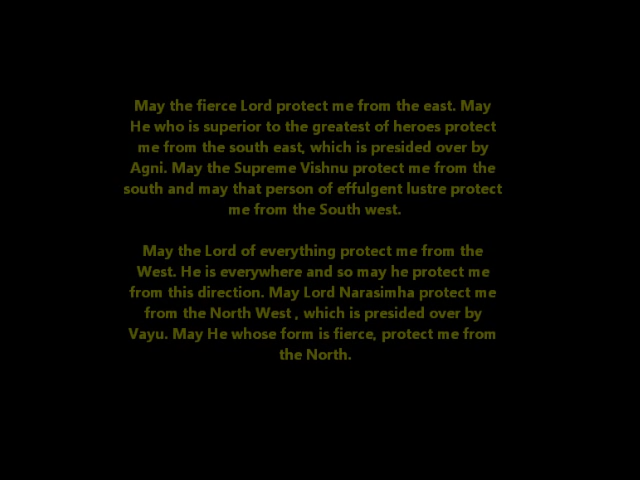 May the fierce Lord protect me from the east. May
He who is superior to the greatest of heroes protect
me from the south east, which is presided over by
Agni. May the Supreme Vishnu protect me from the
south and may that person of effulgent lustre protect
me from the South west.
May the Lord of everything protect me from the
West. He is everywhere and so may he protect me
from this direction. May Lord Narasimha protect me
from the North West , which is presided over by
Vayu. May He whose form is fierce, protect me from
the North.